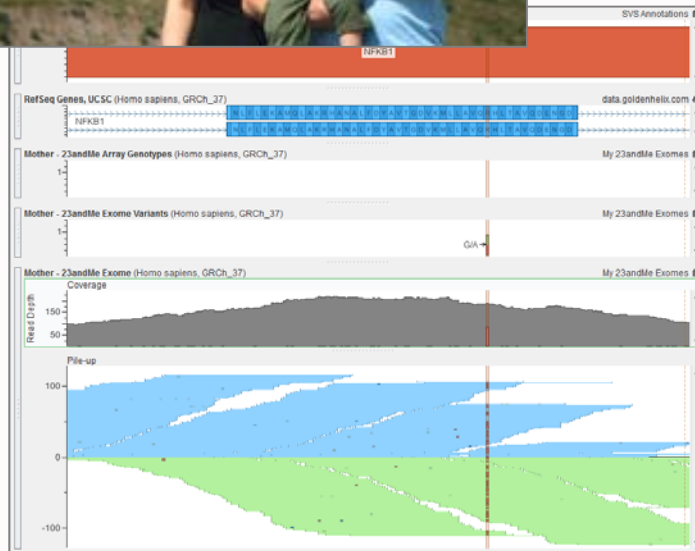 SVS Annotations
NFKB1
RefSeq Genes, UCSC (Homo sapiens, GRCh_37) data.goldenhelix.com
NFKB1
Mother - 23andMe Array Genotypes (Homo sapiens, GRCh_37) My 23andMe Exomes
1
Mother - 23andMe Exome Variants (Homo sapiens, GRCh_37) My 23andMe Exomes
1
G/A
Mother - 23andMe Exome (Homo sapiens, GRCh_37) My 23andMe Exomes
Coverage
Read Depth
150
50
Pile-up
100
0
-100